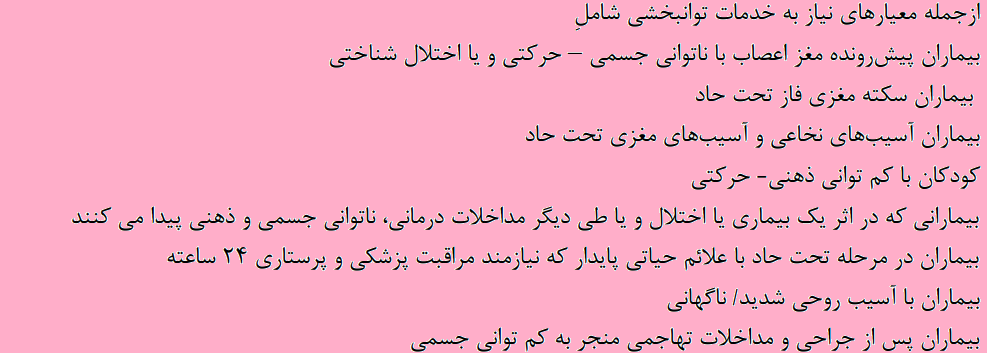 ازجمله معیارهای نیاز به خدمات توانبخشی شاملِ
بیماران پیش‌رونده مغز اعصاب با ناتوانی جسمی – حرکتی و یا اختلال شناختی
بیماران سکته مغزی فاز تحت حاد
بیماران آسیب‌های نخاعی و آسیب‌های مغزی تحت حاد
کودکان با کم توانی ذهنی- حرکتی
بیمارانی که در اثر یک بیماری یا اختلال و یا طی دیگر مداخلات درمانی، ناتوانی جسمی و ذهنی پیدا می کنند
بیماران در مرحله تحت حاد با علائم حیاتی پایدار که نیازمند مراقبت پزشکی و پرستاری ۲۴ ساعته
بیماران با آسیب روحی شدید/ ناگهانی
بیماران پس از جراحی و مداخلات تهاجمی منجر به کم توانی جسمی